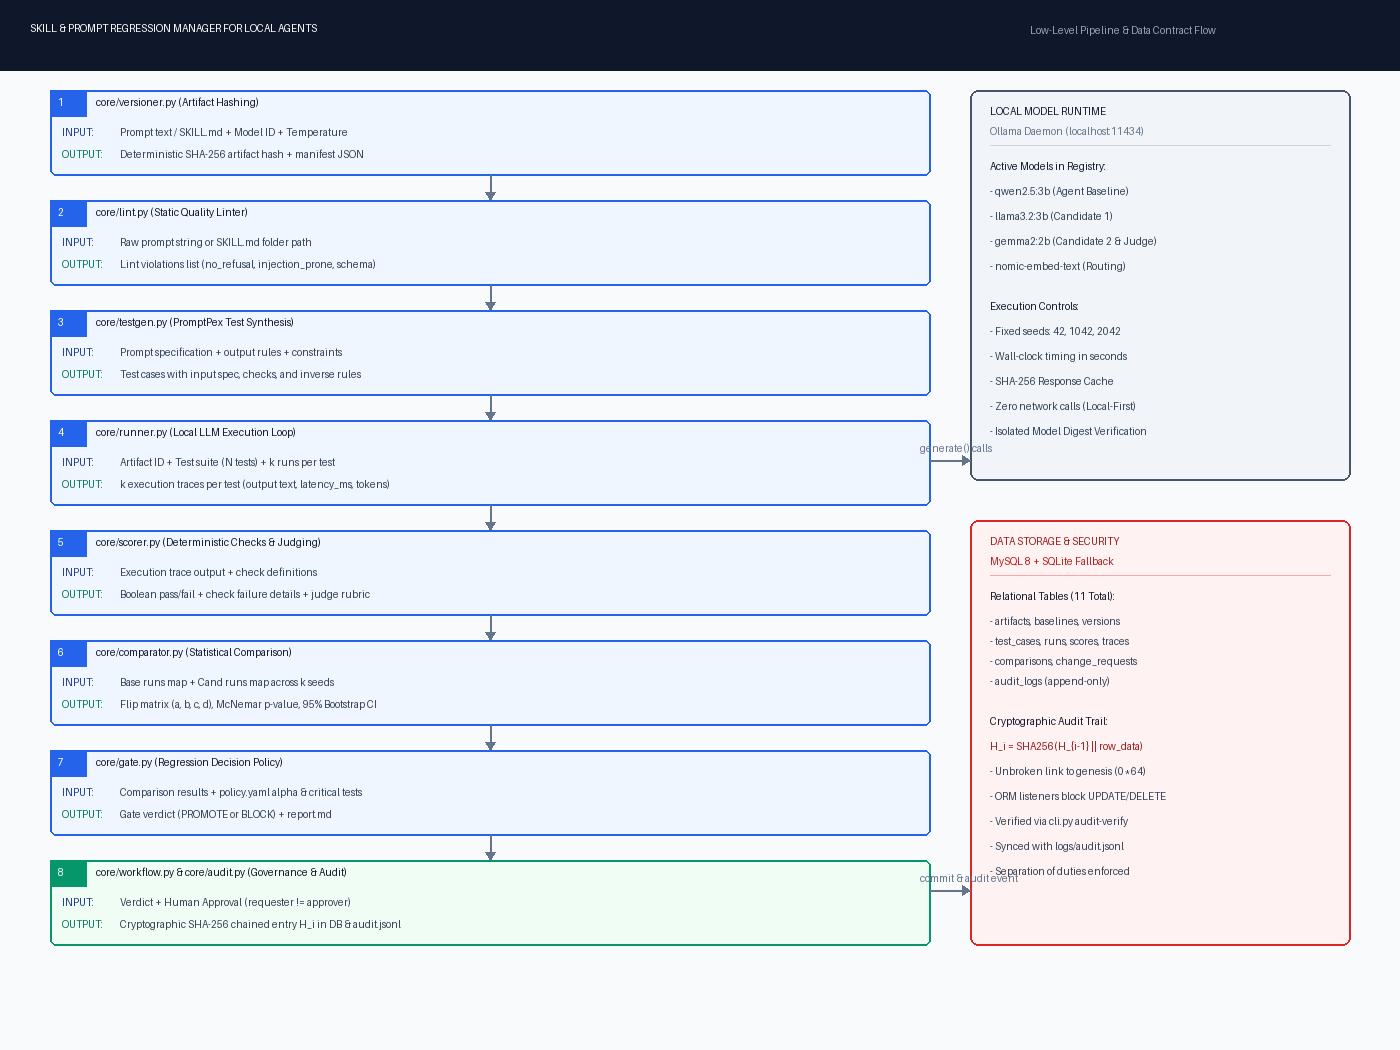 SKILL & PROMPT REGRESSION MANAGER FOR LOCAL AGENTS
Low-Level Pipeline & Data Contract Flow
1 core/versioner.py (Artifact Hashing)
INPUT: Prompt text / SKILL.md + Model ID + Temperature
OUTPUT: Deterministic SHA-256 artifact hash + manifest JSON
2 core/lint.py (Static Quality Linter)
INPUT: Raw prompt string or SKILL.md folder path
OUTPUT: Lint violations list (no_refusal, injection_prone, schema)
3 core/testgen.py (PromptPex Test Synthesis)
INPUT: Prompt specification + output rules + constraints
OUTPUT: Test cases with input spec, checks, and inverse rules
4 core/runner.py (Local LLM Execution Loop)
INPUT: Artifact ID + Test suite (N tests) + k runs per test
OUTPUT: k execution traces per test (output text, latency_ms, tokens)
generate() calls
5 core/scorer.py (Deterministic Checks & Judging)
INPUT: Execution trace output + check definitions
OUTPUT: Boolean pass/fail + check failure details + judge rubric
6 core/comparator.py (Statistical Comparison)
INPUT: Base runs map + Cand runs map across k seeds
OUTPUT: Flip matrix (a, b, c, d), McNemar p-value, 95% Bootstrap CI
7 core/gate.py (Regression Decision Policy)
INPUT: Comparison results + policy.yaml alpha & critical tests
OUTPUT: Gate verdict (PROMOTE or BLOCK) + report.md
8 core/workflow.py & core/audit.py (Governance & Audit)
INPUT: Verdict + Human Approval (requester != approver)
OUTPUT: Cryptographic SHA-256 chained entry H_i in DB & audit.jsonl
commit & audit event
LOCAL MODEL RUNTIME
Ollama Daemon (localhost:11434)
Active Models in Registry:
- qwen2.5:3b (Agent Baseline)
- llama3.2:3b (Candidate 1)
- gemma2:2b (Candidate 2 & Judge)
- nomic-embed-text (Routing)
Execution Controls:
- Fixed seeds: 42, 1042, 2042
- Wall-clock timing in seconds
- SHA-256 Response Cache
- Zero network calls (Local-First)
- Isolated Model Digest Verification
DATA STORAGE & SECURITY
MySQL 8 + SQLite Fallback
Relational Tables (11 Total):
- artifacts, baselines, versions
- test_cases, runs, scores, traces
- comparisons, change_requests
- audit_logs (append-only)
Cryptographic Audit Trail:
H_i = SHA256(H_{i-1} || row_data)
- Unbroken link to genesis (0*64)
- ORM listeners block UPDATE/DELETE
- Verified via cli.py audit-verify
- Synced with logs/audit.jsonl
- Separation of duties enforced